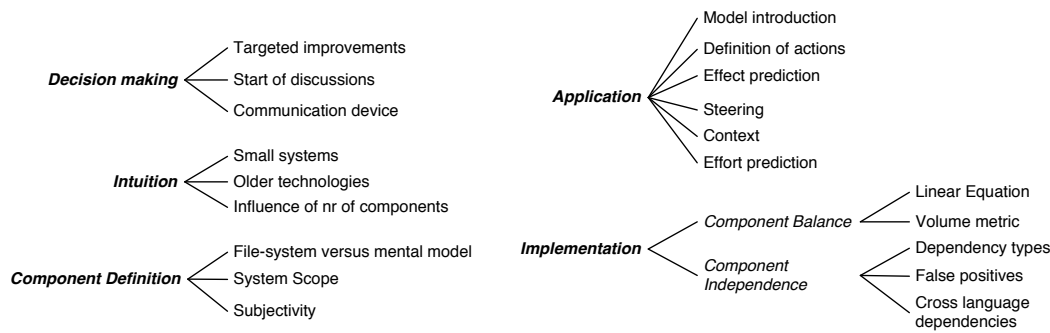 Decision making
Targeted improvements
Start of discussions
Communication device
Intuition
Small systems
Older technologies
Influence of nr of components
Component Definition
File-system versus mental model
System Scope
Subjectivity
Application
Model introduction
Definition of actions
Effect prediction
Steering
Context
Effort prediction
Implementation
Component Balance
Linear Equation
Volume metric
Component
Independence
Dependency types
False positives
Cross language
dependencies